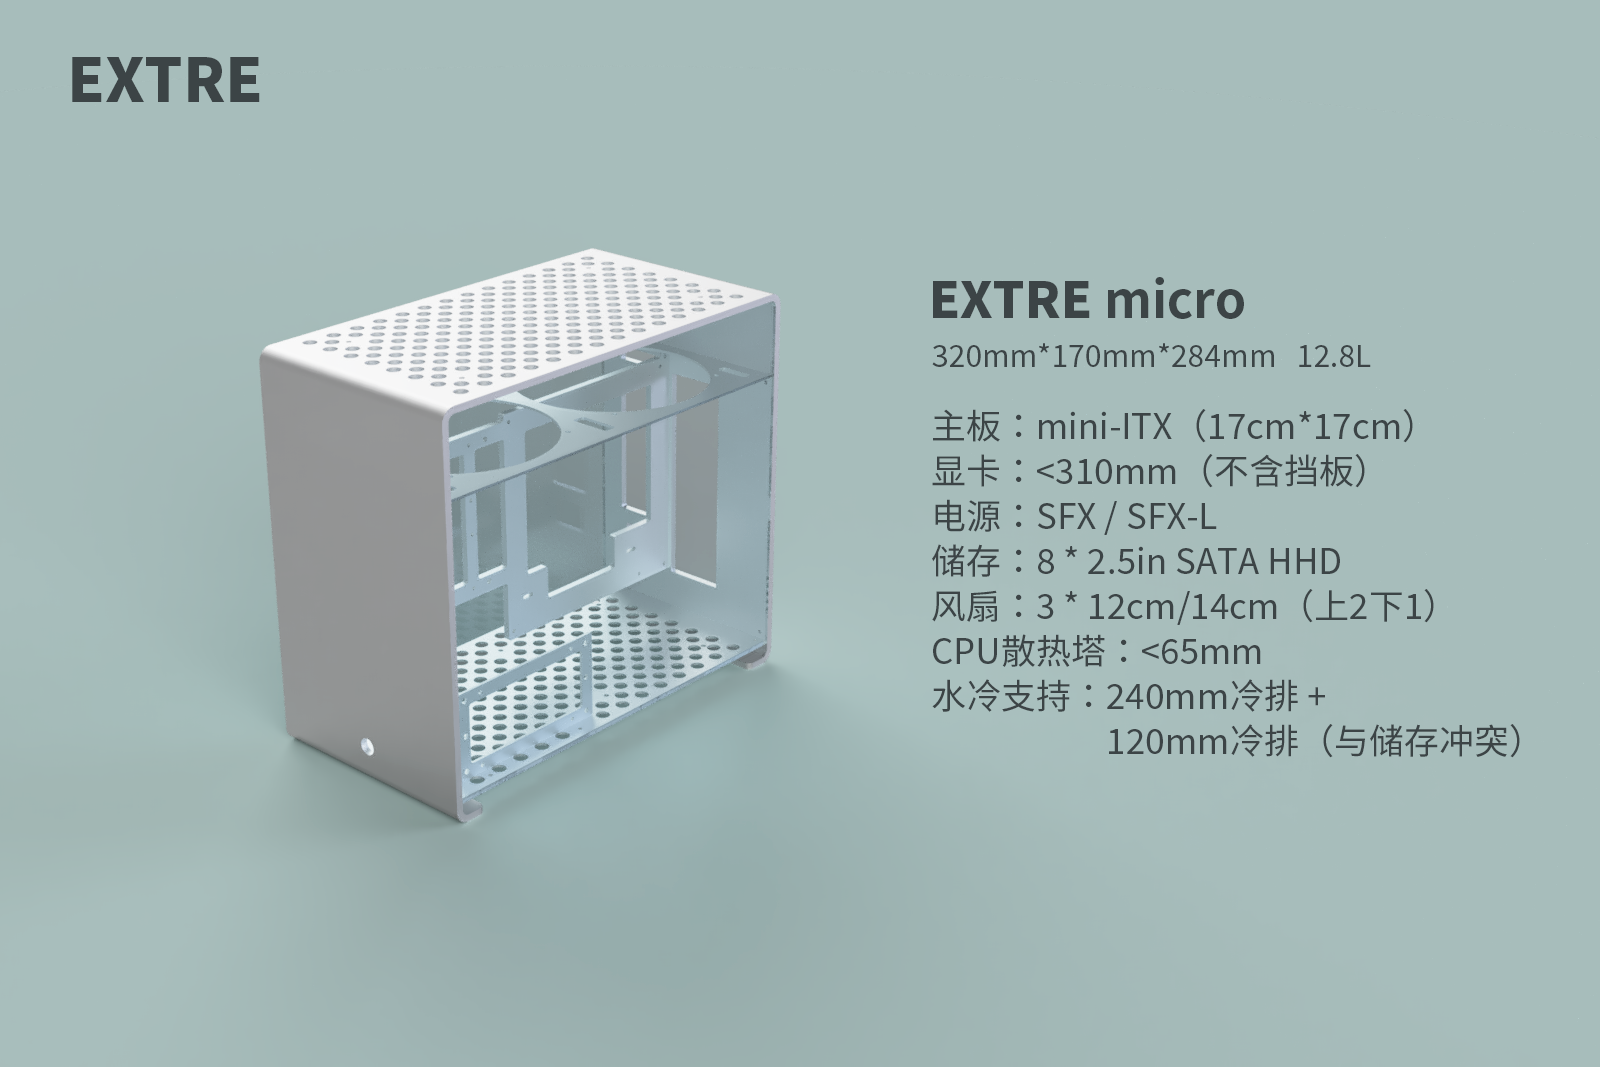 EXTRE
EXTRE micro
320mm*170mm*284mm 12.8L
主板：mini-ITX（17cm*17cm）
显卡：<310mm（不含挡板）
电源：SFX / SFX-L
储存：8 * 2.5in SATA HHD
风扇：3 * 12cm/14cm（上2下1）
CPU散热塔：<65mm
水冷支持：240mm冷排 +
120mm冷排（与储存冲突）